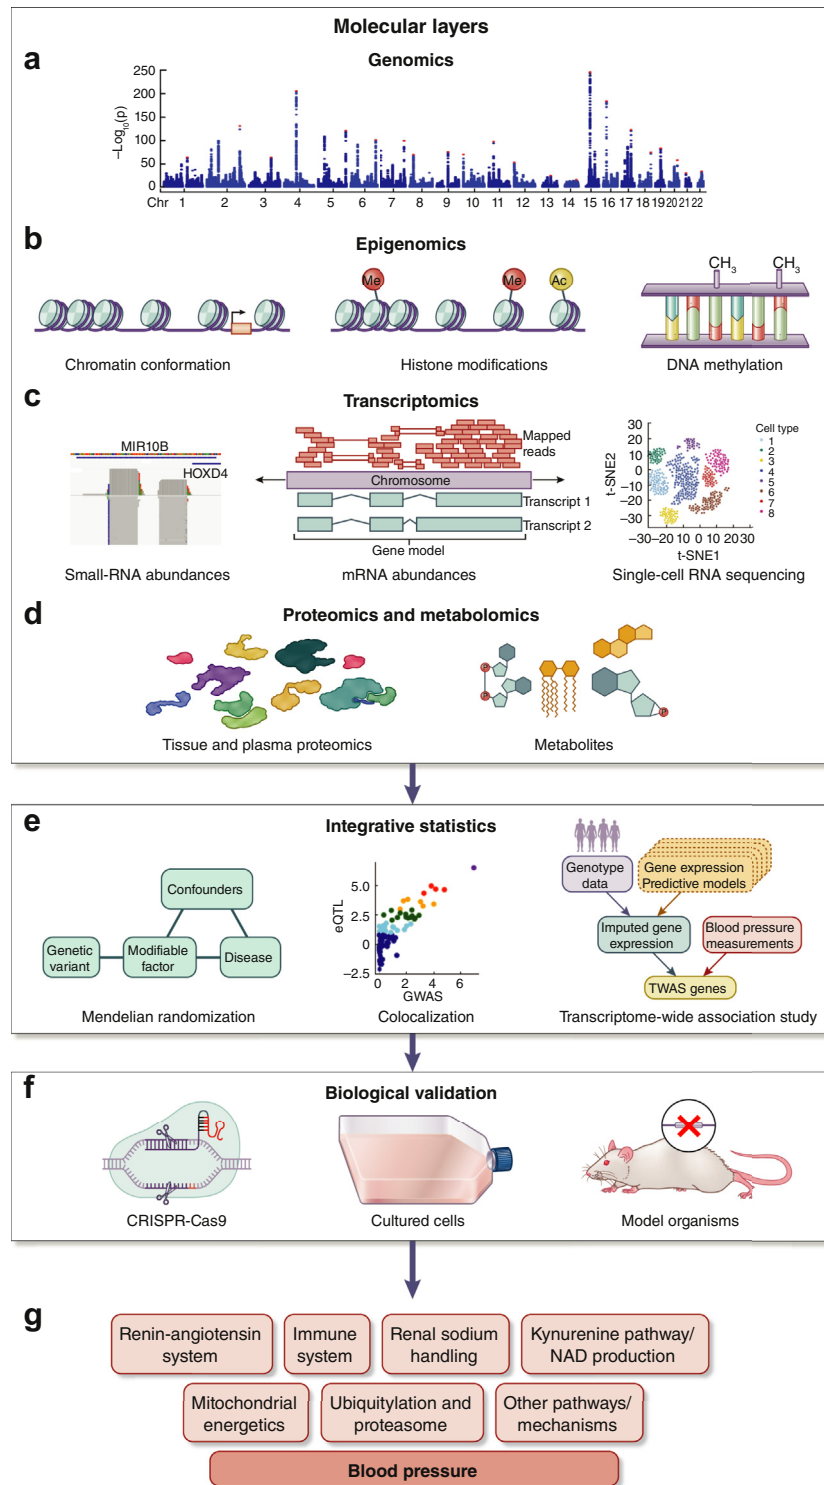 Molecular layers
a
Genomics
–Log10(p)
250
200
150
100
50
0
Chr 1 2 3 4 5 6 7 8 9 10 11 12 13 14 15 16 17 18 19 20 21 22
b
Epigenomics
Me
Me
Ac
CH3
CH3
Chromatin conformation
Histone modifications
DNA methylation
c
Transcriptomics
MIR10B
HOXD4
Small-RNA abundances
Mapped
reads
Chromosome
Transcript 1
Transcript 2
Gene model
mRNA abundances
t-SNE2
30
20
10
0
–10
–20
–30
–30 –20 –10 0 10 20 30
t-SNE1
Cell type
1
2
3
4
5
6
7
8
Single-cell RNA sequencing
d
Proteomics and metabolomics
P
P
P
Tissue and plasma proteomics
Metabolites
e
Integrative statistics
Confounders
Genetic
variant
Modifiable
factor
Disease
Mendelian randomization
eQTL
5.0
2.5
0
–2.5
0 2 4 6
GWAS
Colocalization
Genotype
data
Gene expression
Predictive models
Imputed gene
expression
Blood pressure
measurements
TWAS genes
Transcriptome-wide association study
f
Biological validation
CRISPR-Cas9
Cultured cells
Model organisms
g
Renin-angiotensin
system
Immune
system
Renal sodium
handling
Kynurenine pathway/
NAD production
Mitochondrial
energetics
Ubiquitylation and
proteasome
Other pathways/
mechanisms
Blood pressure